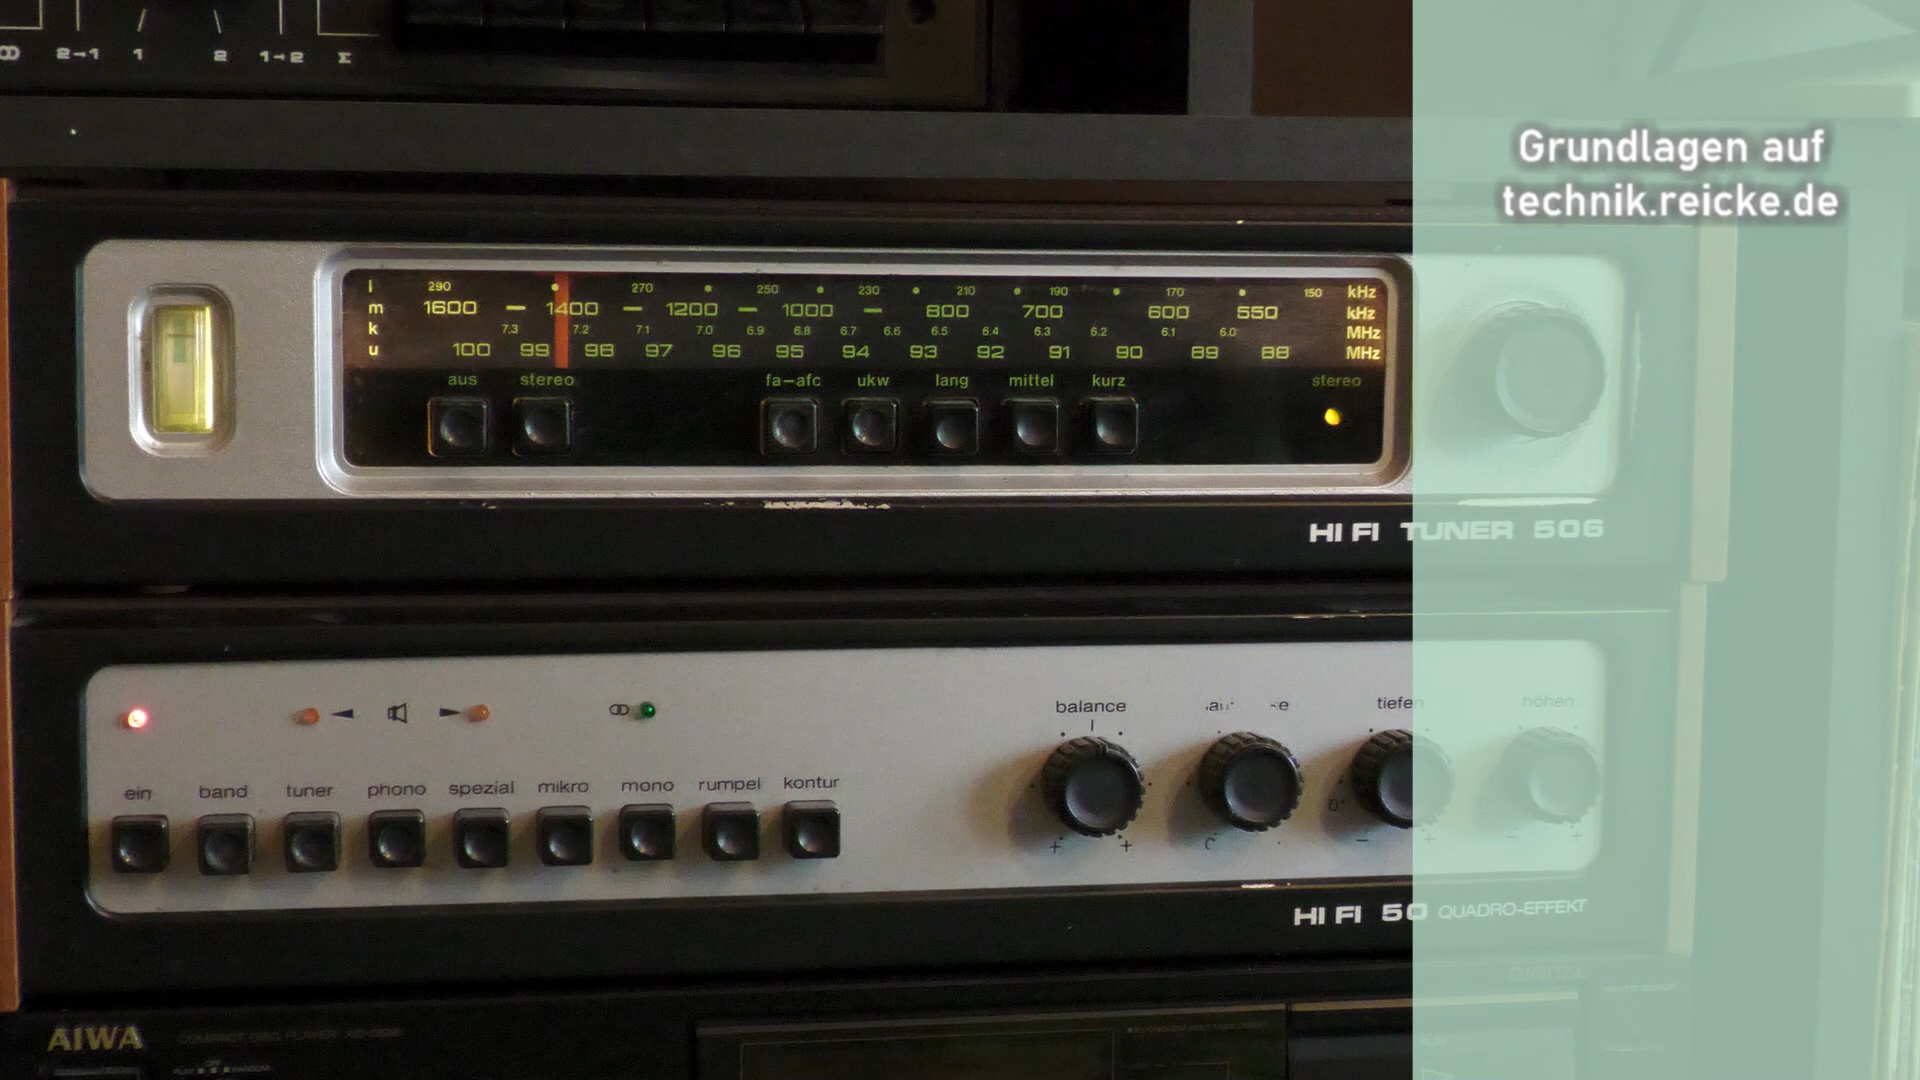 2→1 1 2 1→2 Σ
Grundlagen auf
technik.reicke.de
l 290 270 250 230 210 190 170 150 kHz
m 1600 1400 1200 1000 800 700 600 550 kHz
k 7.3 7.2 7.1 7.0 6.9 6.8 6.7 6.6 6.5 6.4 6.3 6.2 6.1 6.0 MHz
u 100 99 98 97 96 95 94 93 92 91 90 89 88 MHz
aus stereo fa-afc ukw lang mittel kurz stereo
HI FI TUNER 506
balance tiefen höhen
ein band tuner phono spezial mikro mono rumpel kontur
+ + − + − +
HI FI 50 QUADRO-EFFEKT
DIGITAL
AIWA COMPACT DISC PLAYER